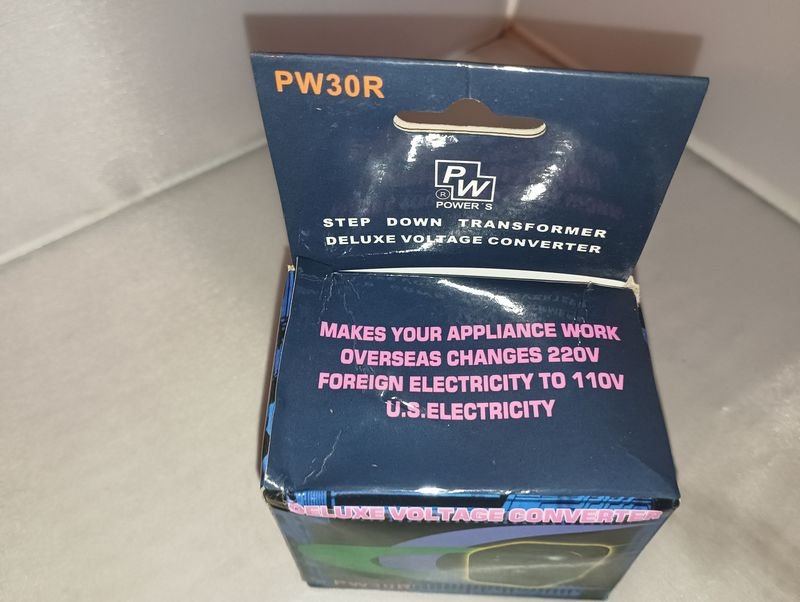 PW30R
PW
®
POWER'S
STEP DOWN TRANSFORMER
DELUXE VOLTAGE CONVERTER
MAKES YOUR APPLIANCE WORK
OVERSEAS CHANGES 220V
FOREIGN ELECTRICITY TO 110V
U.S.ELECTRICITY
DELUXE VOLTAGE CONVERTER
PW30R